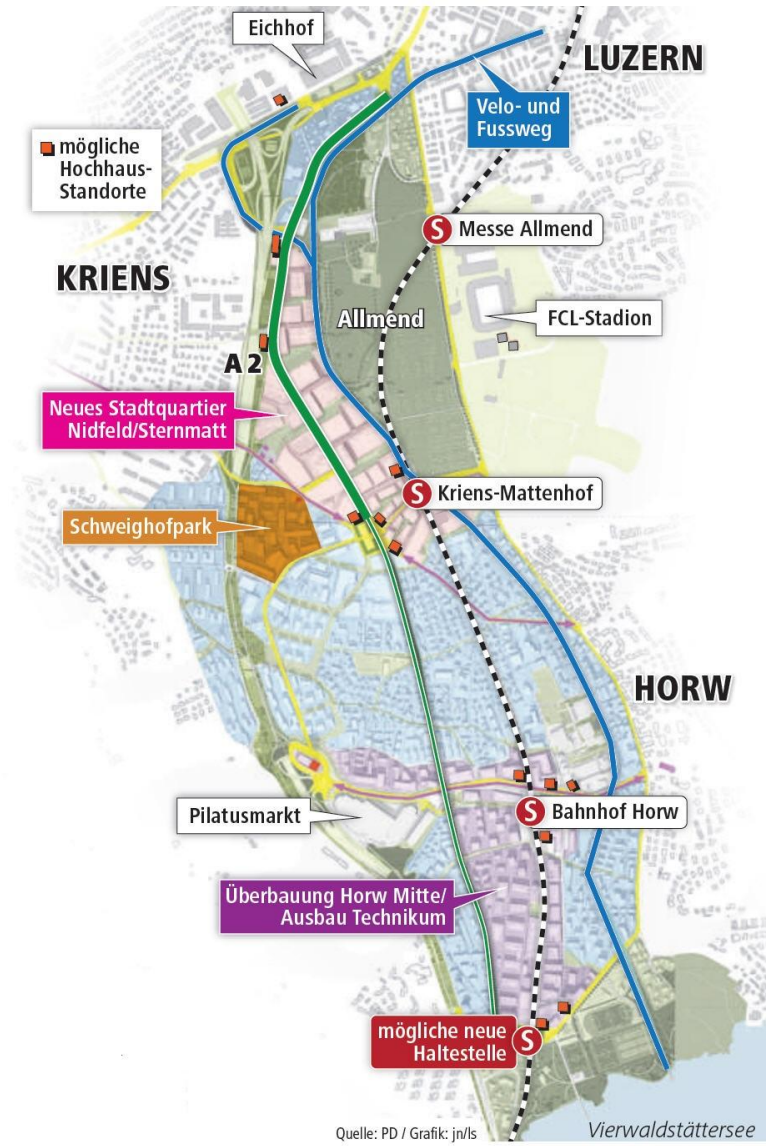 Eichhof
LUZERN
Velo- und
Fussweg
mögliche
Hochhaus-
Standorte
S Messe Allmend
KRIENS
Allmend
FCL-Stadion
A 2
Neues Stadtquartier
Nidfeld/Sternmatt
S Kriens-Mattenhof
Schweighofpark
HORW
Pilatusmarkt
S Bahnhof Horw
Überbauung Horw Mitte/
Ausbau Technikum
mögliche neue
Haltestelle
S
Quelle: PD / Grafik: jn/ls
Vierwaldstättersee